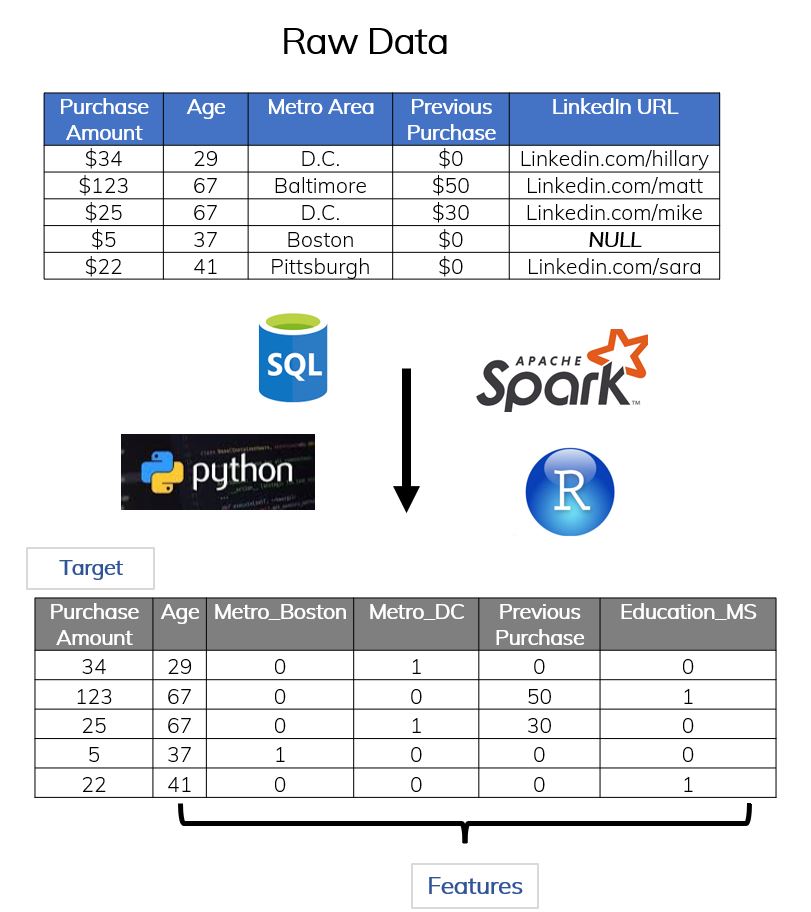 Raw Data
Purchase Amount Age Metro Area Previous Purchase LinkedIn URL
$34 29 D.C. $0 Linkedin.com/hillary
$123 67 Baltimore $50 Linkedin.com/matt
$25 67 D.C. $30 Linkedin.com/mike
$5 37 Boston $0 NULL
$22 41 Pittsburgh $0 Linkedin.com/sara
SQL
APACHE
Spark™
python
R
Target
Purchase Amount Age Metro_Boston Metro_DC Previous Purchase Education_MS
34 29 0 1 0 0
123 67 0 0 50 1
25 67 0 1 30 0
5 37 1 0 0 0
22 41 0 0 0 1
Features